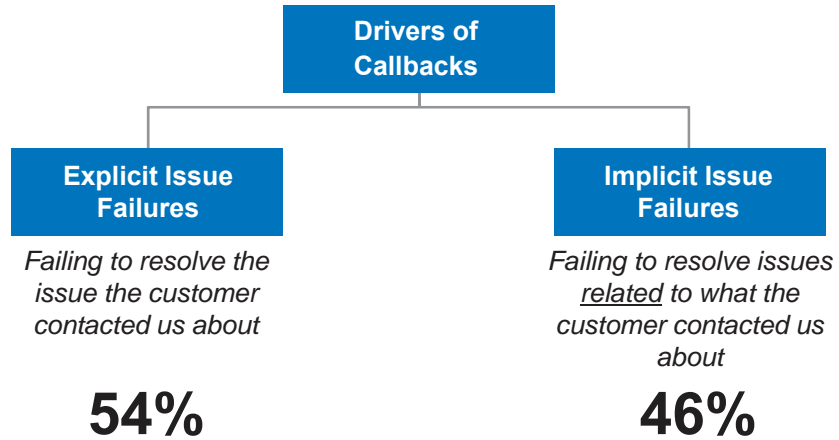 Drivers of
Callbacks
Explicit Issue
Failures
Failing to resolve the
issue the customer
contacted us about
54%
Implicit Issue
Failures
Failing to resolve issues
related to what the
customer contacted us
about
46%